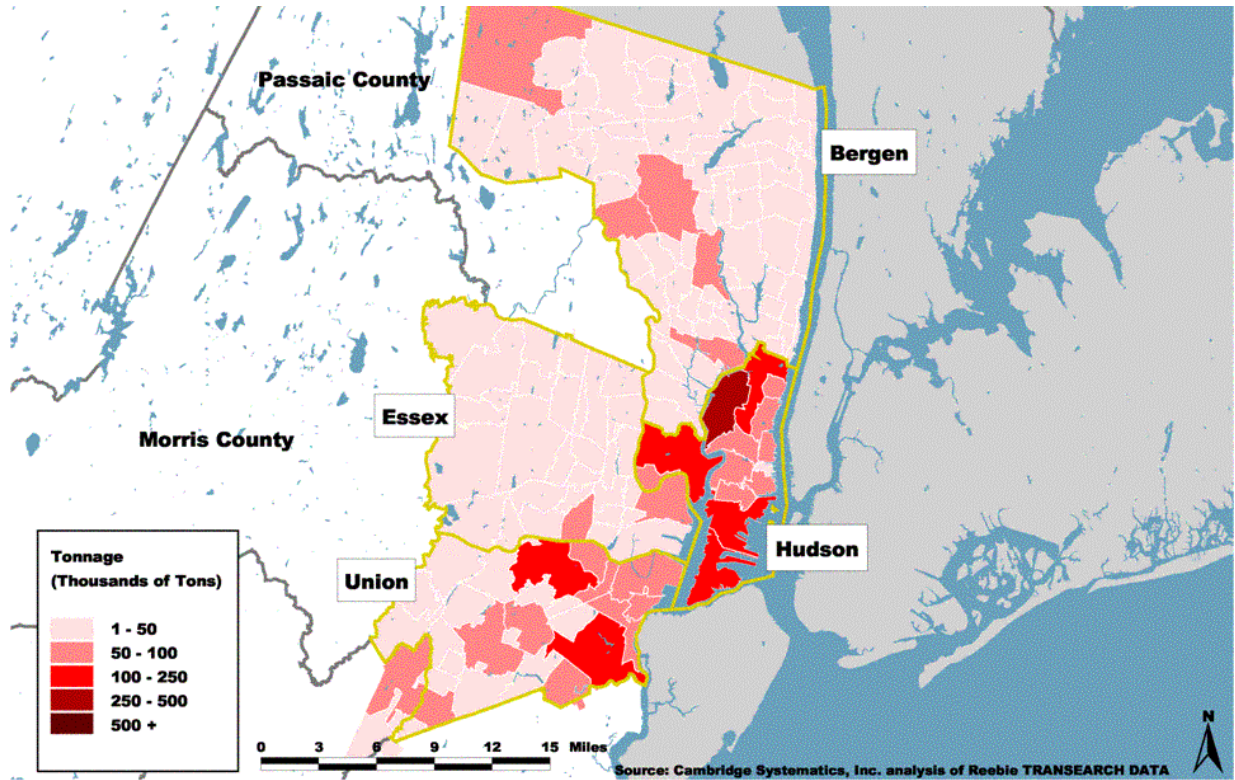 Passaic County
Bergen
Essex
Morris County
Hudson
Union
Tonnage
(Thousands of Tons)
1 - 50
50 - 100
100 - 250
250 - 500
500 +
0 3 6 9 12 15 Miles
N
Source: Cambridge Systematics, Inc. analysis of Reebie TRANSEARCH DATA